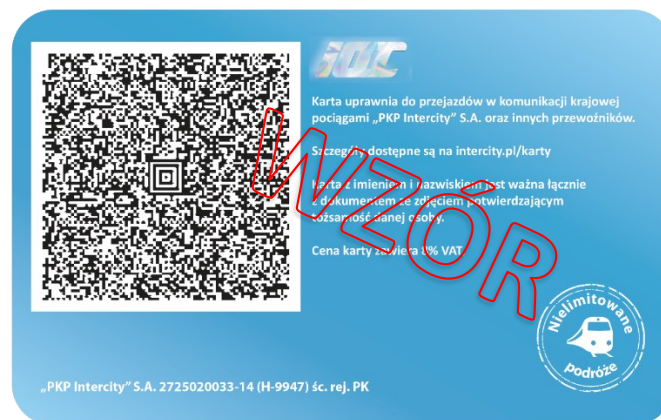 Karta uprawnia do przejazdów w komunikacji krajowej
pociągami „PKP Intercity” S.A. oraz innych przewoźników.
Szczegóły dostępne są na intercity.pl/karty
Karta z imieniem i nazwiskiem jest ważna łącznie
z dokumentem ze zdjęciem potwierdzającym
tożsamość danej osoby.
Cena karty zawiera 8% VAT
WZÓR
Nielimitowane
podróże
„PKP Intercity” S.A. 2725020033-14 (H-9947) śc. rej. PK